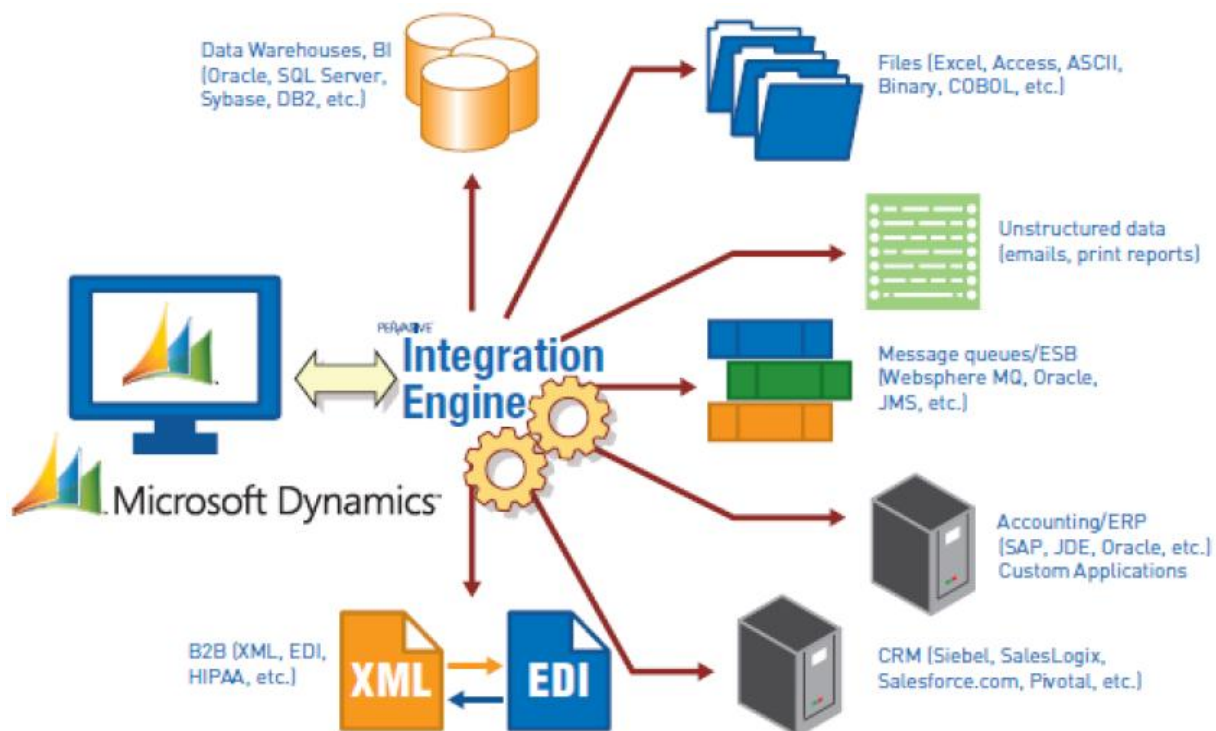 Data Warehouses, BI
(Oracle, SQL Server,
Sybase, DB2, etc.)
Files (Excel, Access, ASCII,
Binary, COBOL, etc.)
Unstructured data
(emails, print reports)
PERVASIVE
Integration
Engine
Message queues/ESB
(Websphere MQ, Oracle,
JMS, etc.)
Microsoft Dynamics
Accounting/ERP
(SAP, JDE, Oracle, etc.)
Custom Applications
B2B (XML, EDI,
HIPAA, etc.)
XML
EDI
CRM (Siebel, SalesLogix,
Salesforce.com, Pivotal, etc.)